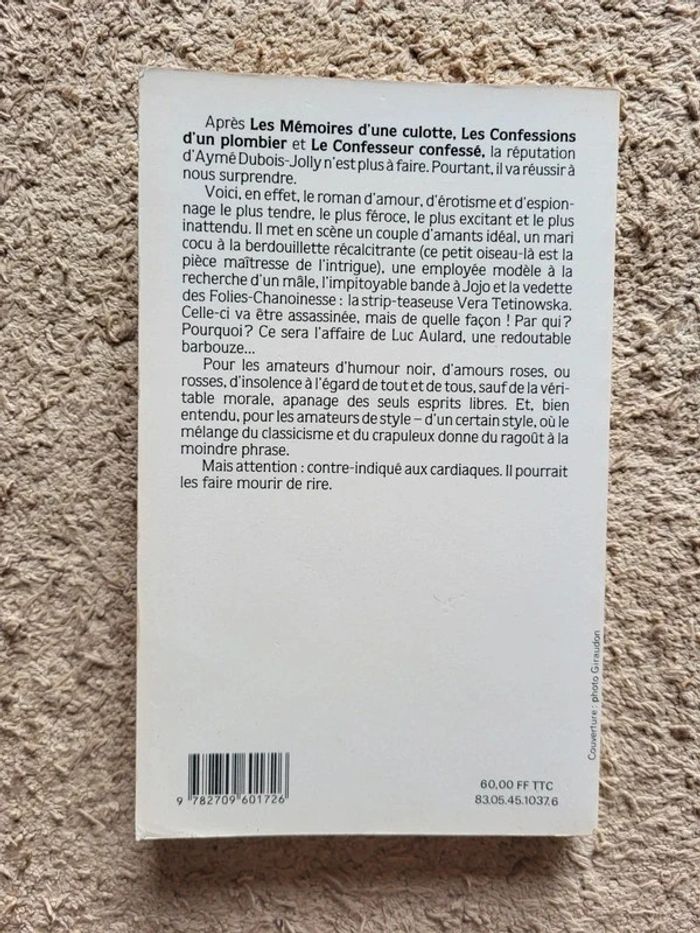 Après Les Mémoires d'une culotte, Les Confessions
d'un plombier et Le Confesseur confessé, la réputation
d'Aymé Dubois-Jolly n'est plus à faire. Pourtant, il va réussir à
nous surprendre.
Voici, en effet, le roman d'amour, d'érotisme et d'espion-
nage le plus tendre, le plus féroce, le plus excitant et le plus
inattendu. Il met en scène un couple d'amants idéal, un mari
cocu à la berdouillette récalcitrante (ce petit oiseau-là est la
pièce maîtresse de l'intrigue), une employée modèle à la
recherche d'un mâle, l'impitoyable bande à Jojo et la vedette
des Folies-Chanoinesse : la strip-teaseuse Vera Tetinowska.
Celle-ci va être assassinée, mais de quelle façon ! Par qui ?
Pourquoi ? Ce sera l'affaire de Luc Aulard, une redoutable
barbouze...
Pour les amateurs d'humour noir, d'amours roses, ou
rosses, d'insolence à l'égard de tout et de tous, sauf de la véri-
table morale, apanage des seuls esprits libres. Et, bien
entendu, pour les amateurs de style – d'un certain style, où le
mélange du classicisme et du crapuleux donne du ragoût à la
moindre phrase.
Mais attention : contre-indiqué aux cardiaques. Il pourrait
les faire mourir de rire.
Couverture : photo Giraudon
9 782709 601726
60,00 FF TTC
83.05.45.1037.6